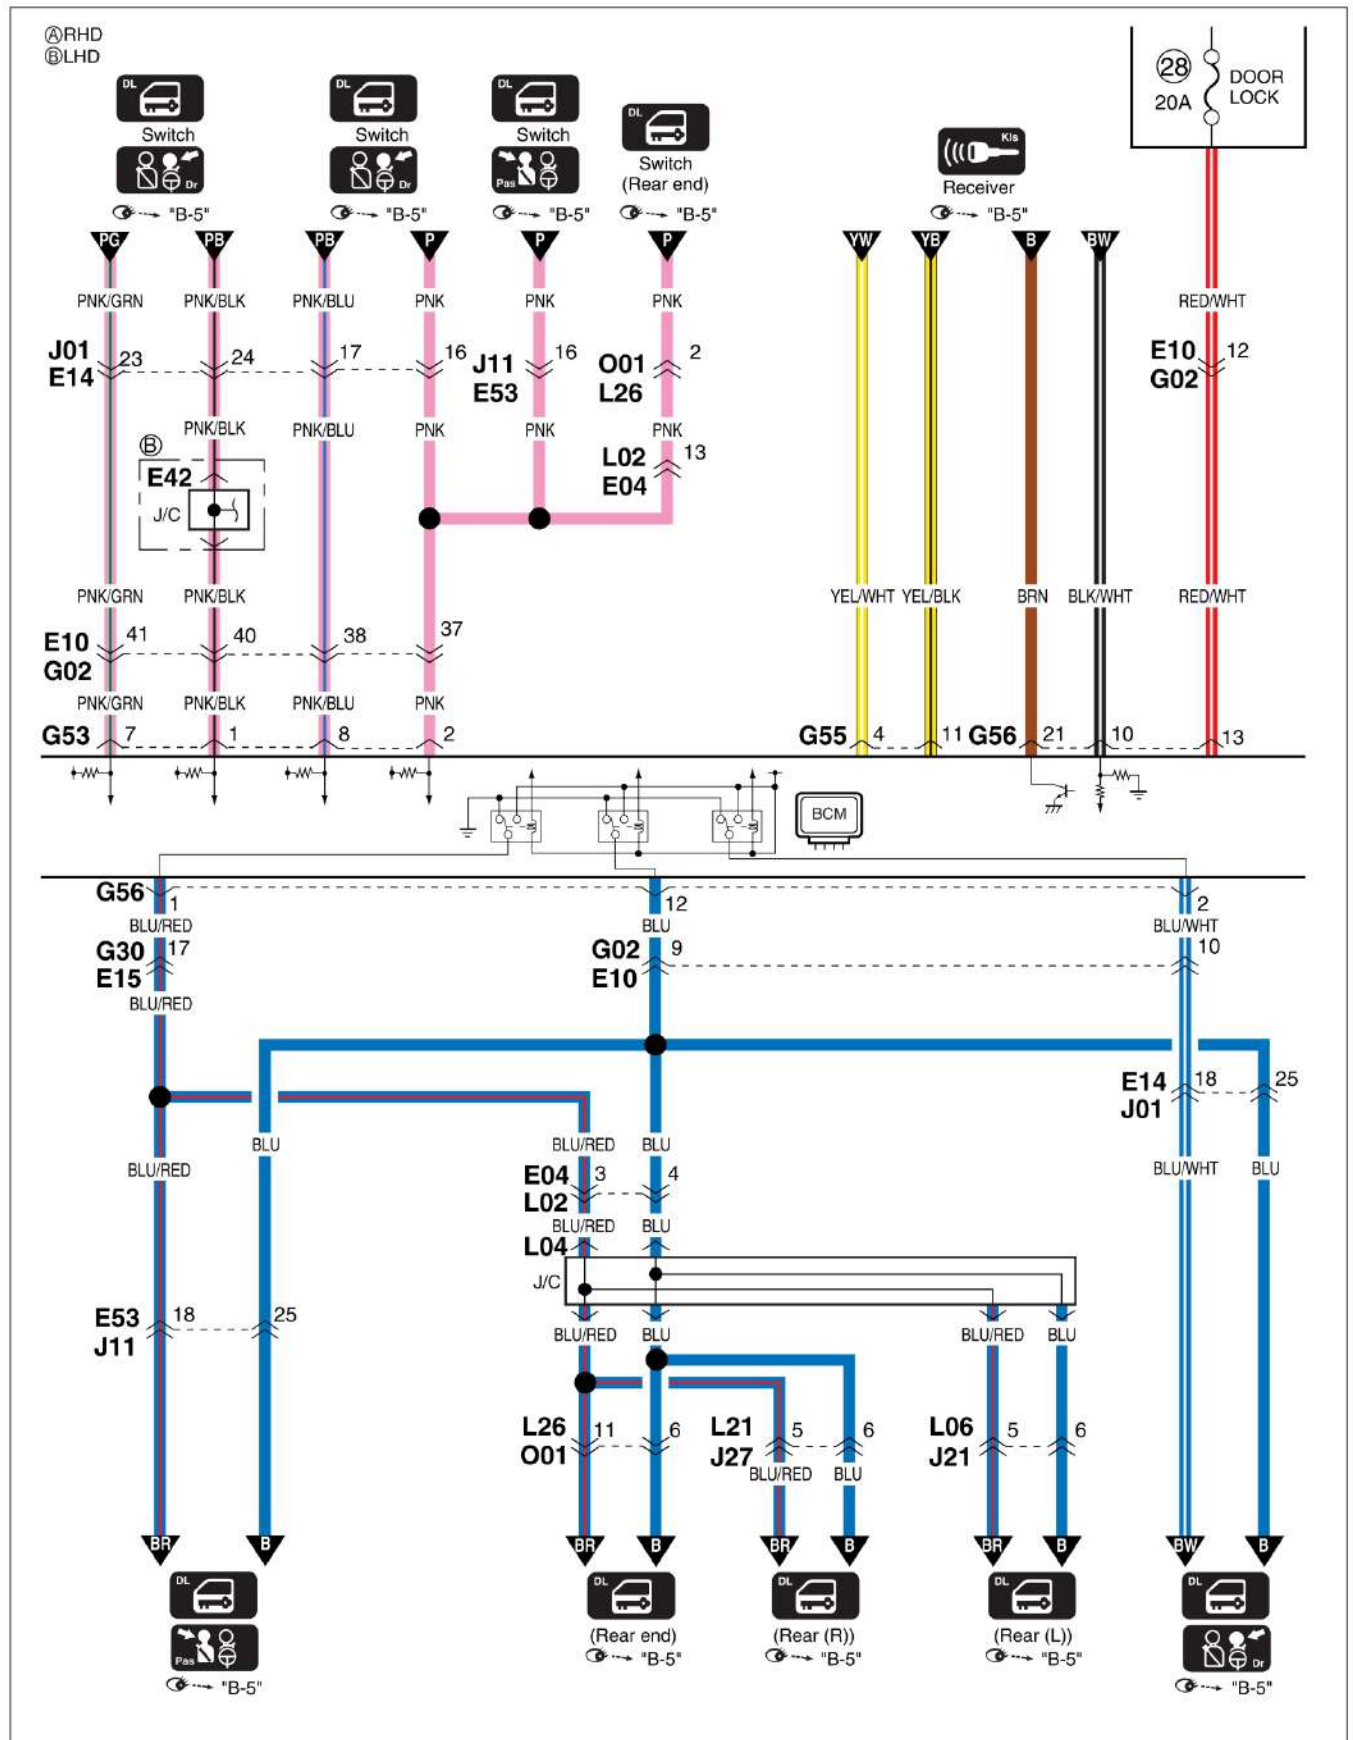 ⒶRHD
ⒷLHD
28
20A
DOOR
LOCK
DL
DL
DL
DL
Kls
Switch
Switch
Switch
Switch
(Rear end)
Receiver
Dr
Dr
Pas
"B-5"
"B-5"
"B-5"
"B-5"
"B-5"
PG
PB
PB
P
P
P
YW
YB
B
BW
PNK/GRN
PNK/BLK
PNK/BLU
PNK
PNK
PNK
RED/WHT
J01
E14
23
24
17
16
J11
E53
16
O01
L26
2
E10
G02
12
PNK/BLK
PNK/BLU
PNK
PNK
PNK
Ⓑ
E42
J/C
L02
E04
13
PNK/GRN
PNK/BLK
YEL/WHT
YEL/BLK
BRN
BLK/WHT
RED/WHT
E10
G02
41
40
38
37
PNK/GRN
PNK/BLK
PNK/BLU
PNK
G53
7
1
8
2
G55
4
11
G56
21
10
13
BCM
G56
1
12
2
BLU/RED
BLU
BLU/WHT
G30
E15
17
G02
E10
9
10
BLU/RED
E14
J01
18
25
BLU
BLU/RED
BLU
BLU/RED
BLU/WHT
BLU
E04
L02
3
4
BLU/RED
BLU
L04
J/C
E53
J11
18
25
BLU/RED
BLU
BLU/RED
BLU
L26
O01
11
6
L21
J27
5
6
L06
J21
5
6
BLU/RED
BLU
BR
B
BR
B
BR
B
BR
B
BW
B
DL
DL
DL
DL
DL
Pas
(Rear end)
(Rear (R))
(Rear (L))
Dr
"B-5"
"B-5"
"B-5"
"B-5"
"B-5"